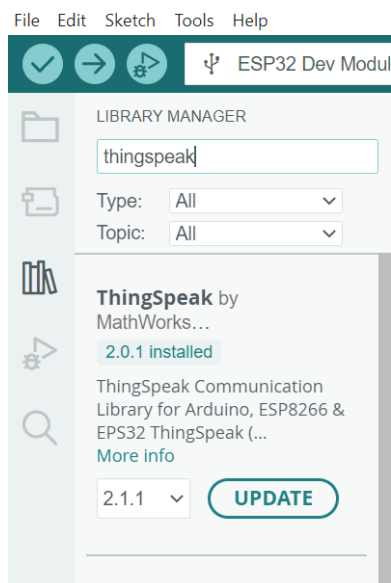 File Edit Sketch Tools Help
ESP32 Dev Modul
LIBRARY MANAGER
thingspeak
Type: All
Topic: All
ThingSpeak by
MathWorks...
2.0.1 installed
ThingSpeak Communication
Library for Arduino, ESP8266 &
EPS32 ThingSpeak (...
More info
2.1.1 UPDATE